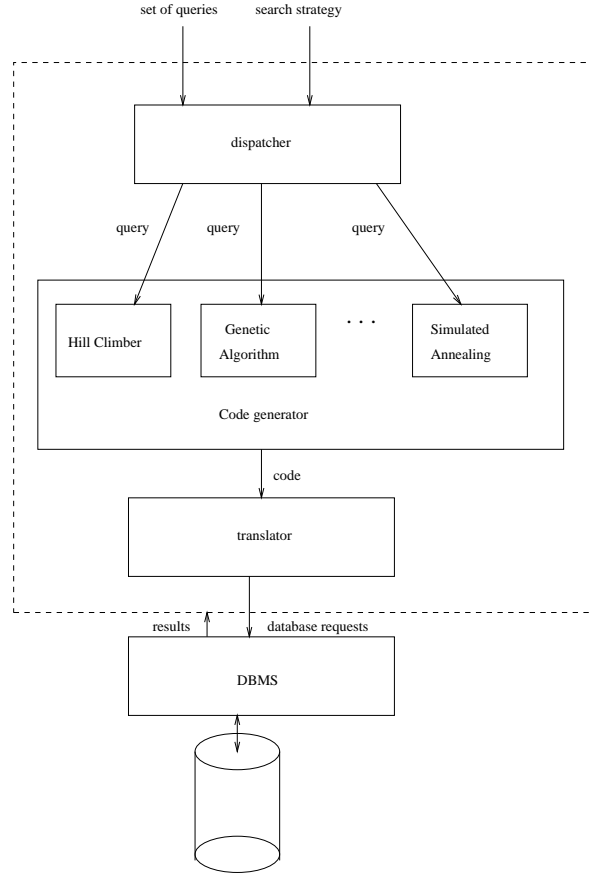 set of queries
search strategy
dispatcher
query
query
query
Hill Climber
Genetic
Algorithm
. . .
Simulated
Annealing
Code generator
code
translator
results
database requests
DBMS